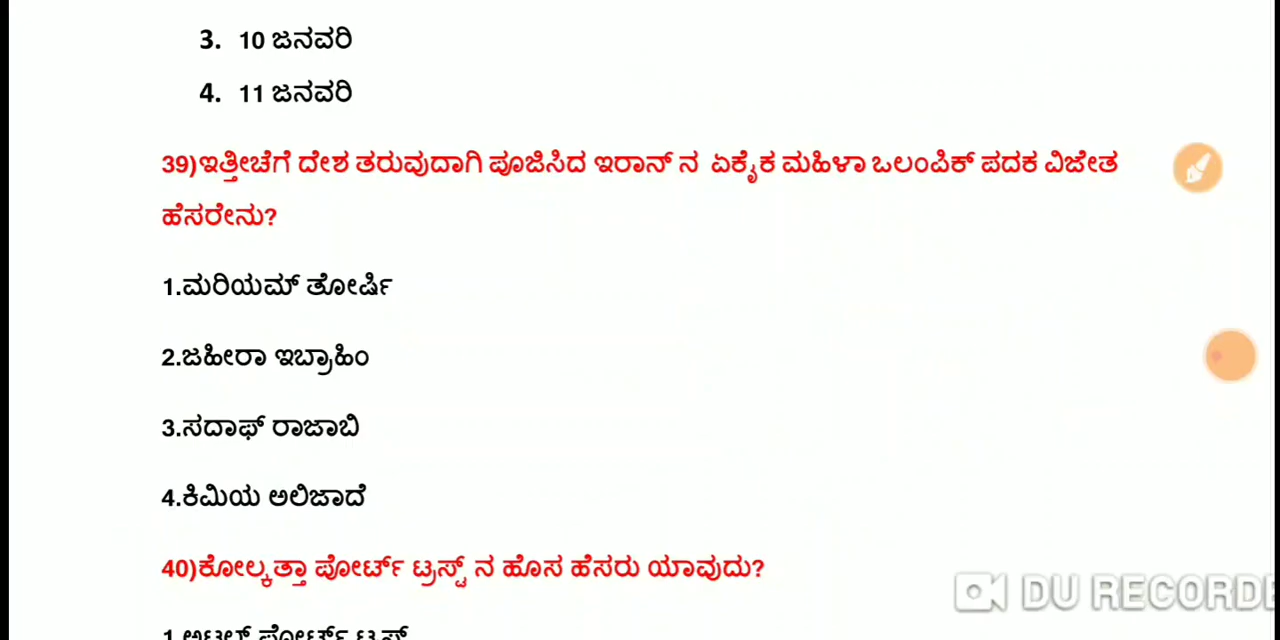 3. 10 ಜನವರಿ
4. 11 ಜನವರಿ
39)ಇತ್ತೀಚೆಗೆ ದೇಶ ತರುವುದಾಗಿ ಪೂಜಿಸಿದ ಇರಾನ್ ನ ಏಕೈಕ ಮಹಿಳಾ ಒಲಂಪಿಕ್ ಪದಕ ವಿಜೇತ
ಹೆಸರೇನು?
1.ಮರಿಯಮ್ ತೋರ್ಷಿ
2.ಜಹೀರಾ ಇಬ್ರಾಹಿಂ
3.ಸದಾಫ್ ರಾಜಾಬಿ
4.ಕಿಮಿಯ ಅಲಿಜಾದೆ
40)ಕೋಲ್ಕತ್ತಾ ಪೋರ್ಟ್ ಟ್ರಸ್ಟ್ ನ ಹೊಸ ಹೆಸರು ಯಾವುದು?
DU RECORDE